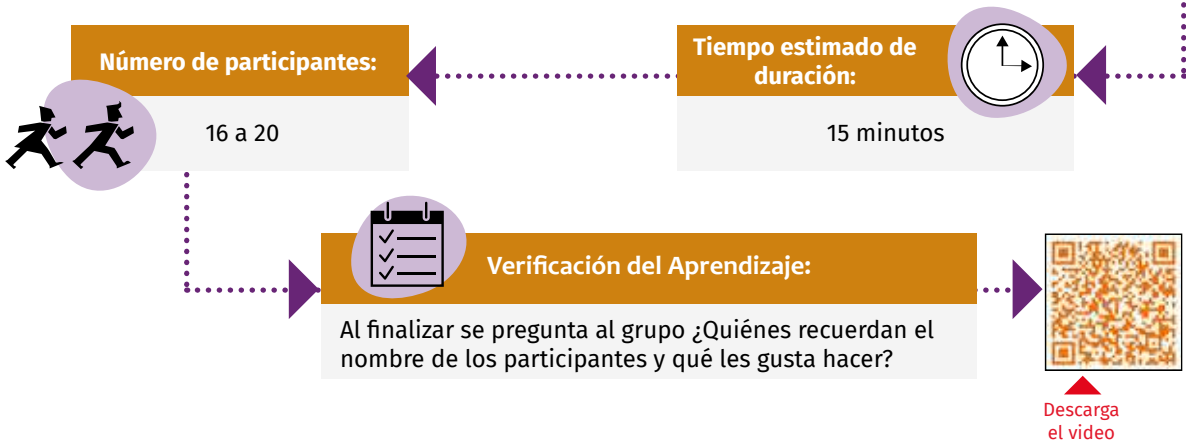 Tiempo estimado de
duración:
15 minutos
Número de participantes:
16 a 20
Verificación del Aprendizaje:
Al finalizar se pregunta al grupo ¿Quiénes recuerdan el
nombre de los participantes y qué les gusta hacer?
Descarga
el video